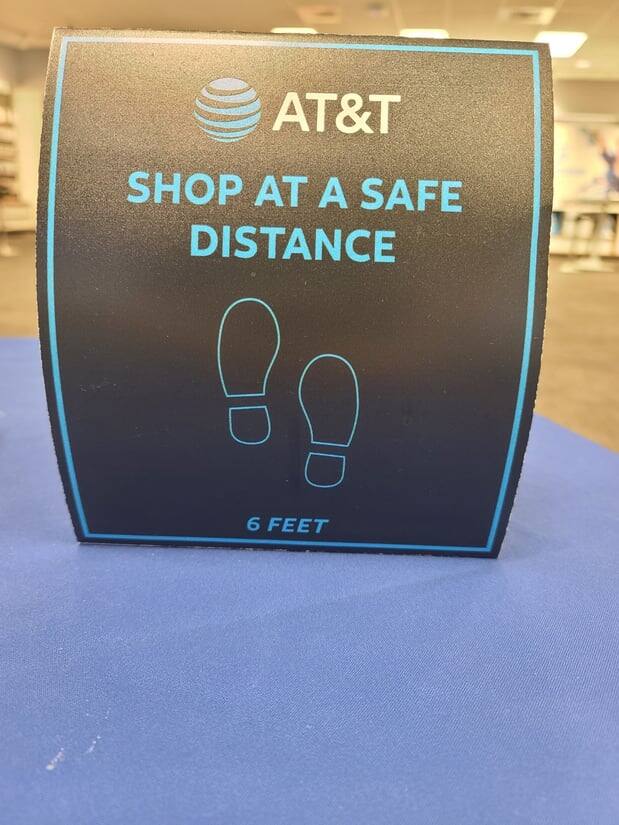 AT&T
SHOP AT A SAFE
DISTANCE
6 FEET